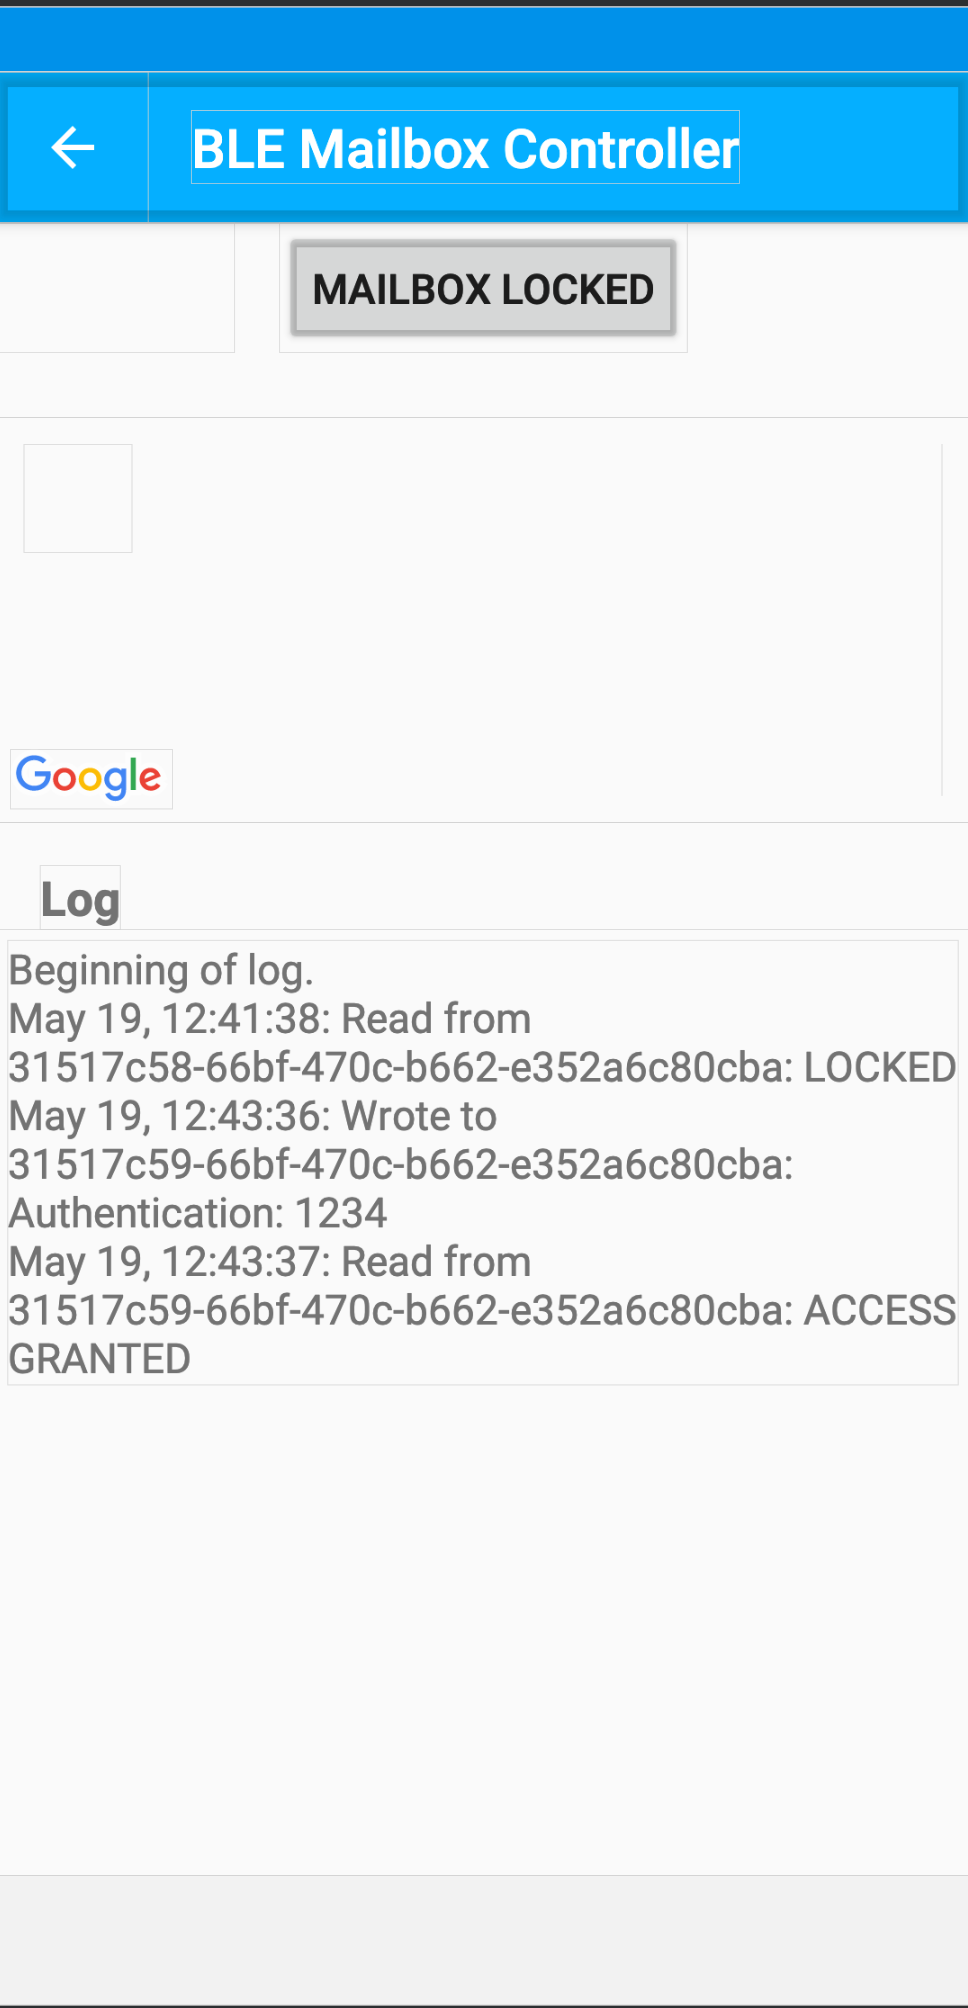 BLE Mailbox Controller
MAILBOX LOCKED
Google
Log
Beginning of log.
May 19, 12:41:38: Read from
31517c58-66bf-470c-b662-e352a6c80cba: LOCKED
May 19, 12:43:36: Wrote to
31517c59-66bf-470c-b662-e352a6c80cba:
Authentication: 1234
May 19, 12:43:37: Read from
31517c59-66bf-470c-b662-e352a6c80cba: ACCESS
GRANTED